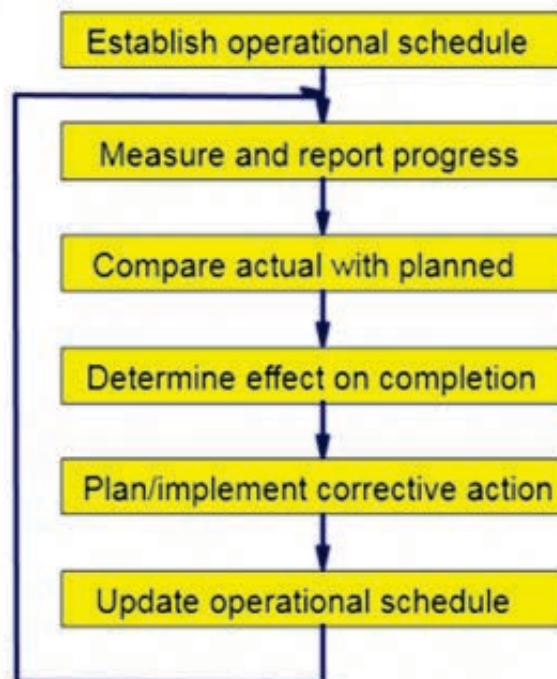 Establish operational schedule
Measure and report progress
Compare actual with planned
Determine effect on completion
Plan/implement corrective action
Update operational schedule